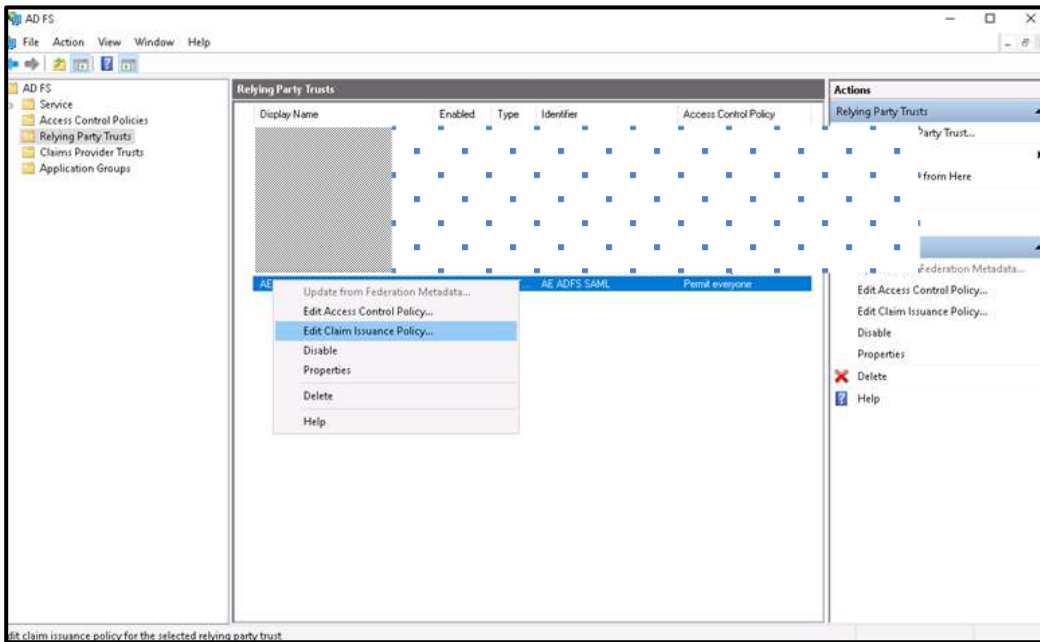 AD FS
File Action View Window Help
AD FS
Service
Access Control Policies
Relying Party Trusts
Claims Provider Trusts
Application Groups
Relying Party Trusts
Display Name Enabled Type Identifier Access Control Policy
AE AE ADFS SAML Permit everyone
Update from Federation Metadata...
Edit Access Control Policy...
Edit Claim Issuance Policy...
Disable
Properties
Delete
Help
Actions
Relying Party Trusts
Party Trust...
from Here
Federation Metadata...
Edit Access Control Policy...
Edit Claim Issuance Policy...
Disable
Properties
Delete
Help
dit claim issuance policy for the selected relying party trust